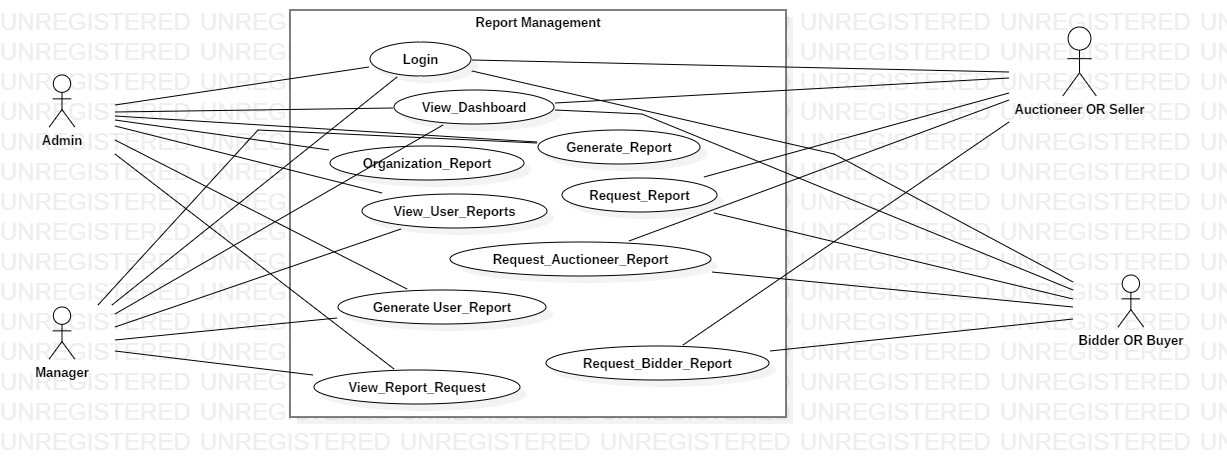 Report Management
Login
View_Dashboard
Generate_Report
Organization_Report
Request_Report
View_User_Reports
Request_Auctioneer_Report
Generate User_Report
Request_Bidder_Report
View_Report_Request
Admin
Manager
Auctioneer OR Seller
Bidder OR Buyer
UNREGISTERED